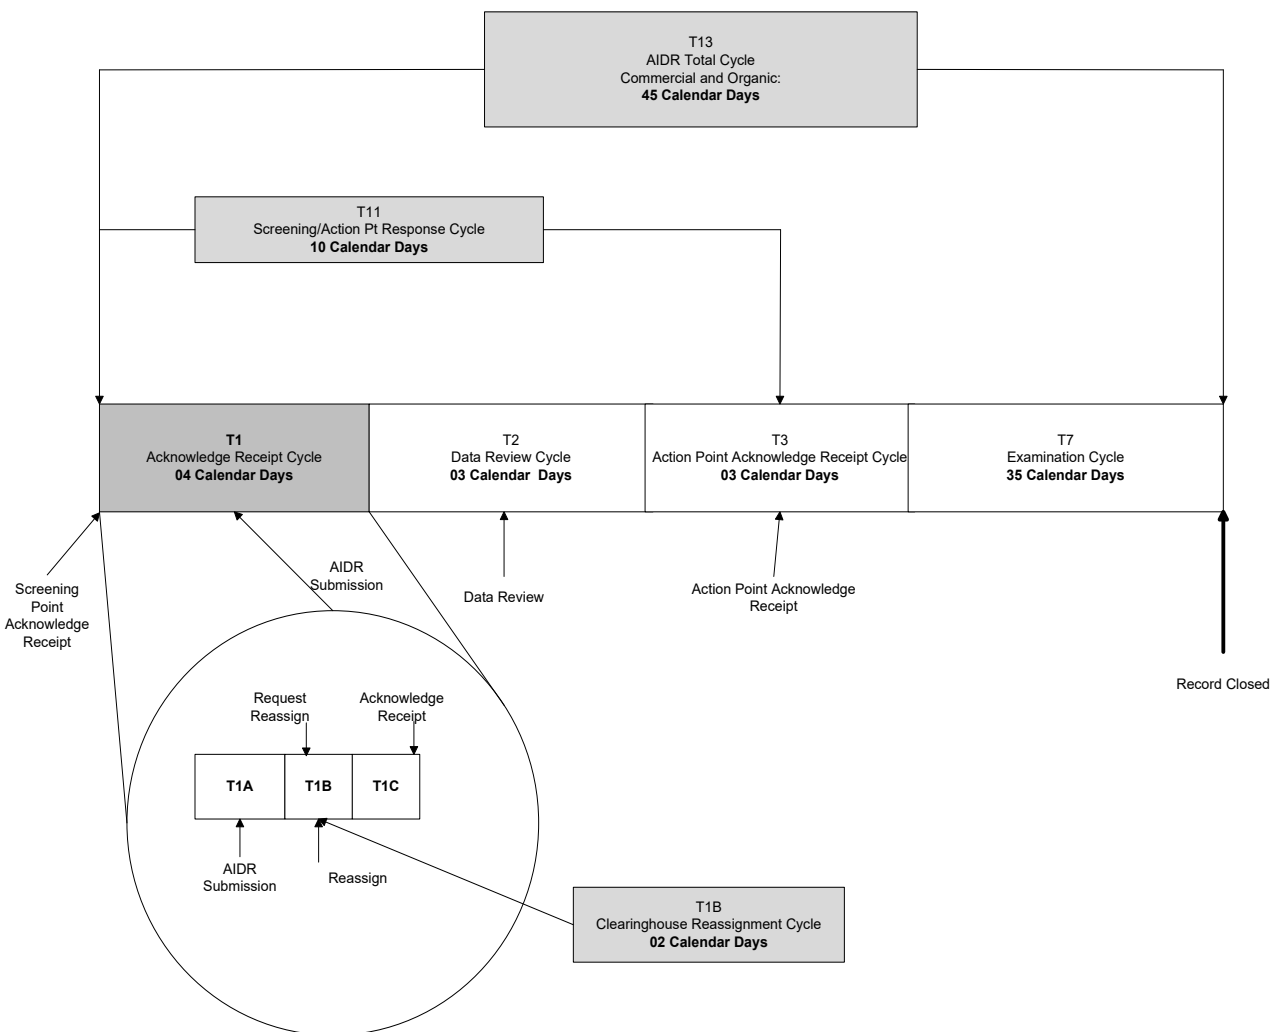 T13
AIDR Total Cycle
Commercial and Organic:
45 Calendar Days
T11
Screening/Action Pt Response Cycle
10 Calendar Days
T1
Acknowledge Receipt Cycle
04 Calendar Days
T2
Data Review Cycle
03 Calendar Days
T3
Action Point Acknowledge Receipt Cycle
03 Calendar Days
T7
Examination Cycle
35 Calendar Days
Screening
Point
Acknowledge
Receipt
AIDR
Submission
Data Review
Action Point Acknowledge
Receipt
Record Closed
Request
Reassign
Acknowledge
Receipt
T1A
T1B
T1C
AIDR
Submission
Reassign
T1B
Clearinghouse Reassignment Cycle
02 Calendar Days